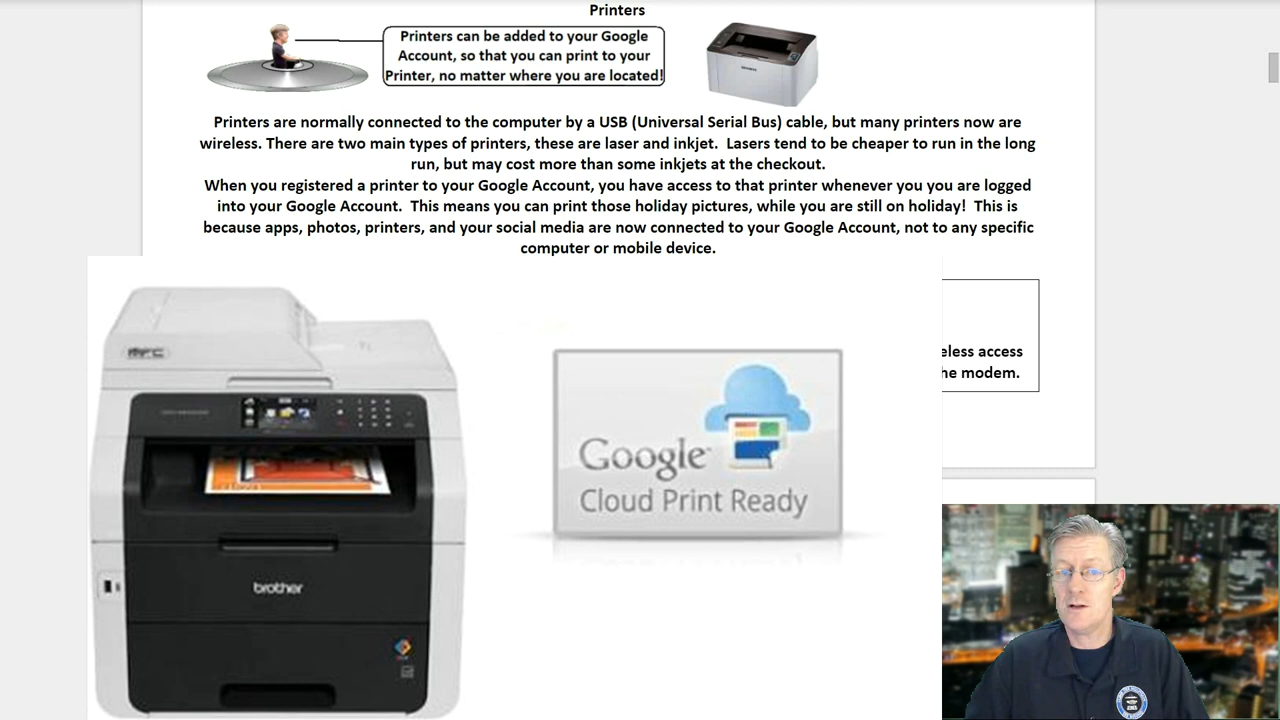 Printers
Printers can be added to your Google
Account, so that you can print to your
Printer, no matter where you are located!
Printers are normally connected to the computer by a USB (Universal Serial Bus) cable, but many printers now are
wireless. There are two main types of printers, these are laser and inkjet. Lasers tend to be cheaper to run in the long
run, but may cost more than some inkjets at the checkout.
When you registered a printer to your Google Account, you have access to that printer whenever you you are logged
into your Google Account. This means you can print those holiday pictures, while you are still on holiday! This is
because apps, photos, printers, and your social media are now connected to your Google Account, not to any specific
computer or mobile device.
eless access
he modem.
MFC
brother
Google
Cloud Print Ready